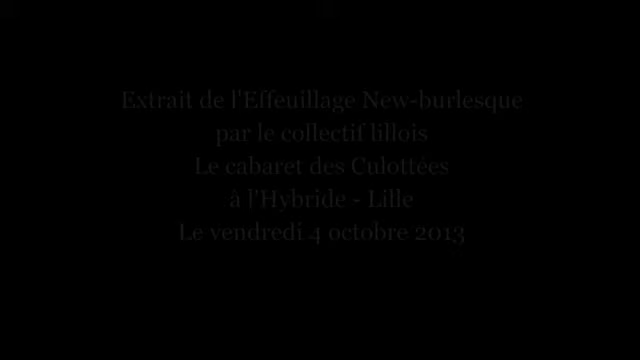 Extrait de l'Effeuillage New-burlesque
par le collectif lillois
Le cabaret des Culottées
à l'Hybride - Lille
Le vendredi 4 octobre 2013